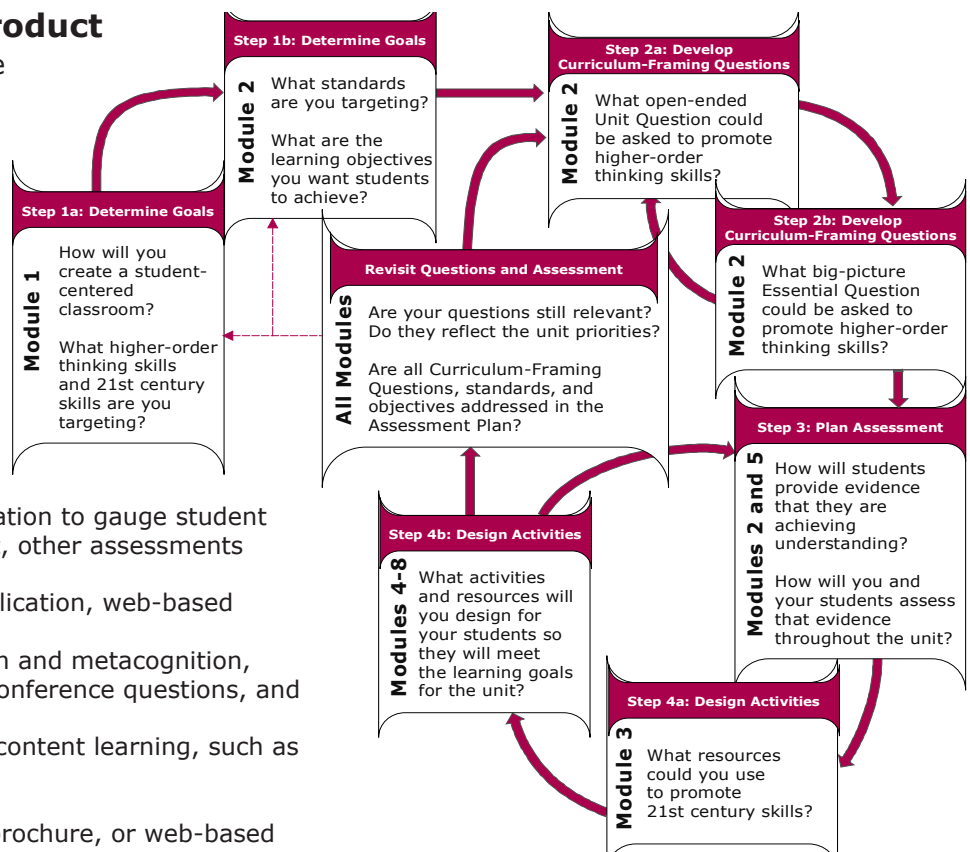 roduct
e
Step 1a: Determine Goals
Module 1
How will you
create a student-
centered
classroom?
What higher-order
thinking skills
and 21st century
skills are you
targeting?
Step 1b: Determine Goals
Module 2
What standards
are you targeting?
What are the
learning objectives
you want students
to achieve?
Step 2a: Develop
Curriculum-Framing Questions
Module 2
What open-ended
Unit Question could
be asked to promote
higher-order
thinking skills?
Step 2b: Develop
Curriculum-Framing Questions
Module 2
What big-picture
Essential Question
could be asked to
promote higher-order
thinking skills?
Revisit Questions and Assessment
All Modules
Are your questions still relevant?
Do they reflect the unit priorities?
Are all Curriculum-Framing
Questions, standards, and
objectives addressed in the
Assessment Plan?
Step 3: Plan Assessment
Modules 2 and 5
How will students
provide evidence
that they are
achieving
understanding?
How will you and
your students assess
that evidence
throughout the unit?
Step 4a: Design Activities
Module 3
What resources
could you use
to promote
21st century skills?
Step 4b: Design Activities
Modules 4-8
What activities
and resources will
you design for
your students so
they will meet
the learning goals
for the unit?
ation to gauge student
, other assessments
lication, web-based
n and metacognition,
onference questions, and
content learning, such as
brochure, or web-based